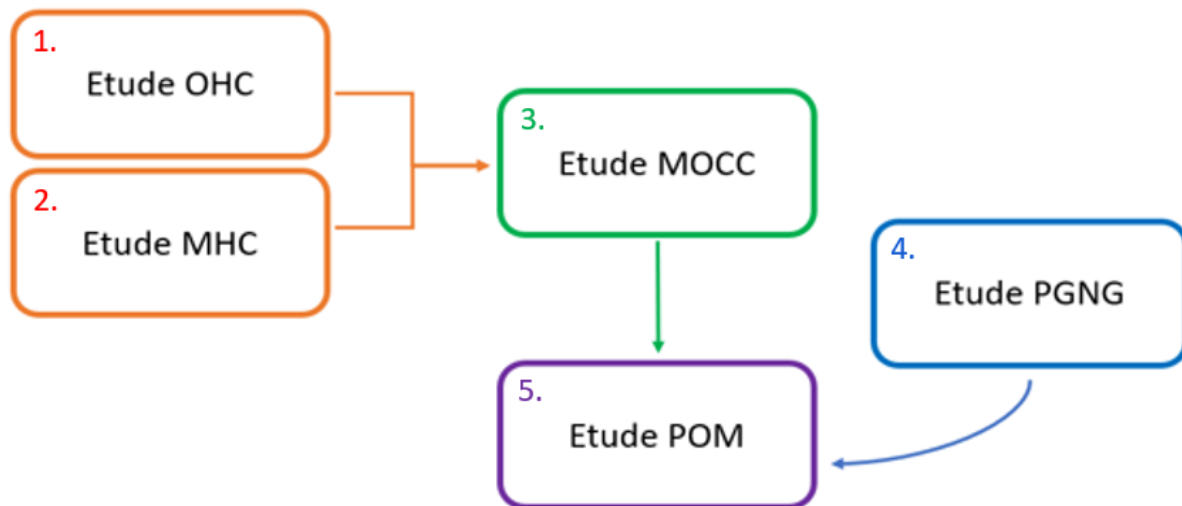 1.
Etude OHC
2.
Etude MHC
3.
Etude MOCC
4.
Etude PGNG
5.
Etude POM